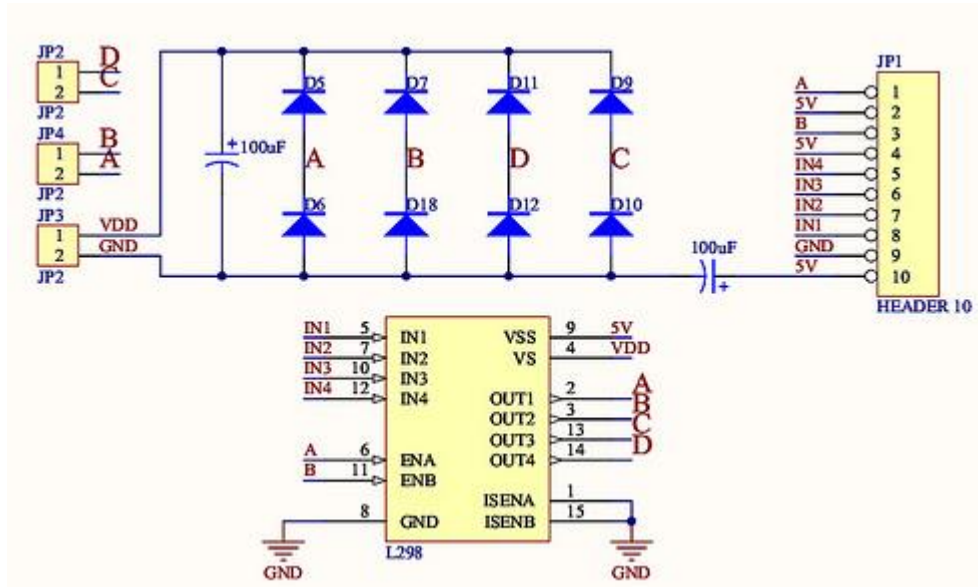 JP2
1 D
2 C
JP2
JP4
1 B
2 A
JP2
JP3
1 VDD
2 GND
JP2
+ 100uF
D5 D7 D11 D9
A B D C
D6 D18 D12 D10
100uF
+
JP1
A 1
5V 2
B 3
5V 4
IN4 5
IN3 6
IN2 7
IN1 8
GND 9
5V 10
HEADER 10
IN1 5 IN1 VSS 9 5V
IN2 7 IN2 VS 4 VDD
IN3 10 IN3
IN4 12 IN4 OUT1 2 A
OUT2 3 B
OUT3 13 C
A 6 ENA OUT4 14 D
B 11 ENB
ISENA 1
8 GND ISENB 15
L298
GND GND